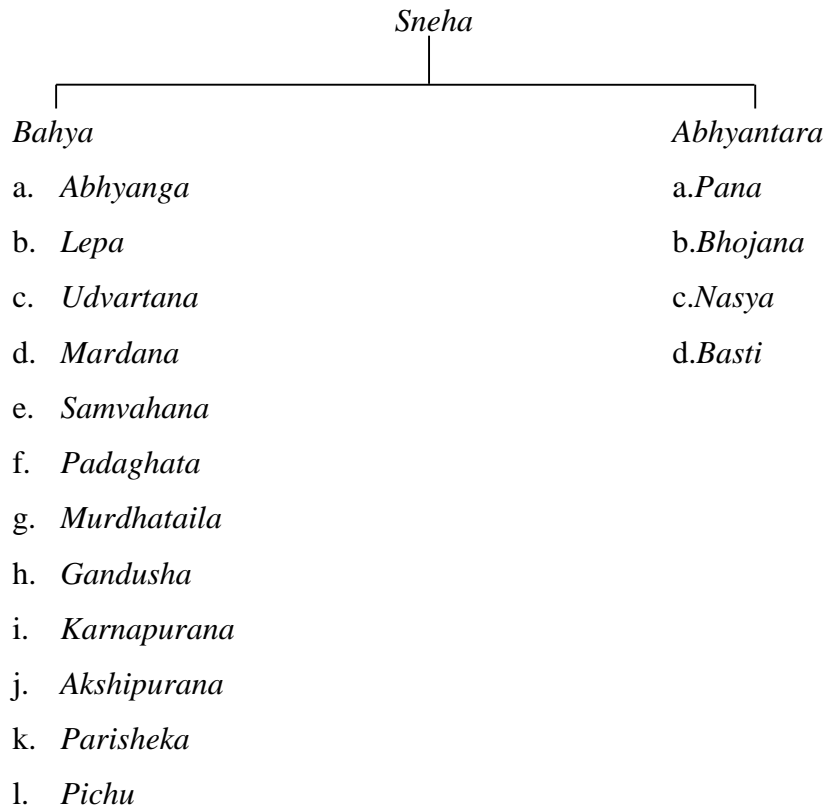 Sneha
Bahya Abhyantara
a. Abhyanga a.Pana
b. Lepa b.Bhojana
c. Udvartana c.Nasya
d. Mardana d.Basti
e. Samvahana
f. Padaghata
g. Murdhataila
h. Gandusha
i. Karnapurana
j. Akshipurana
k. Parisheka
l. Pichu